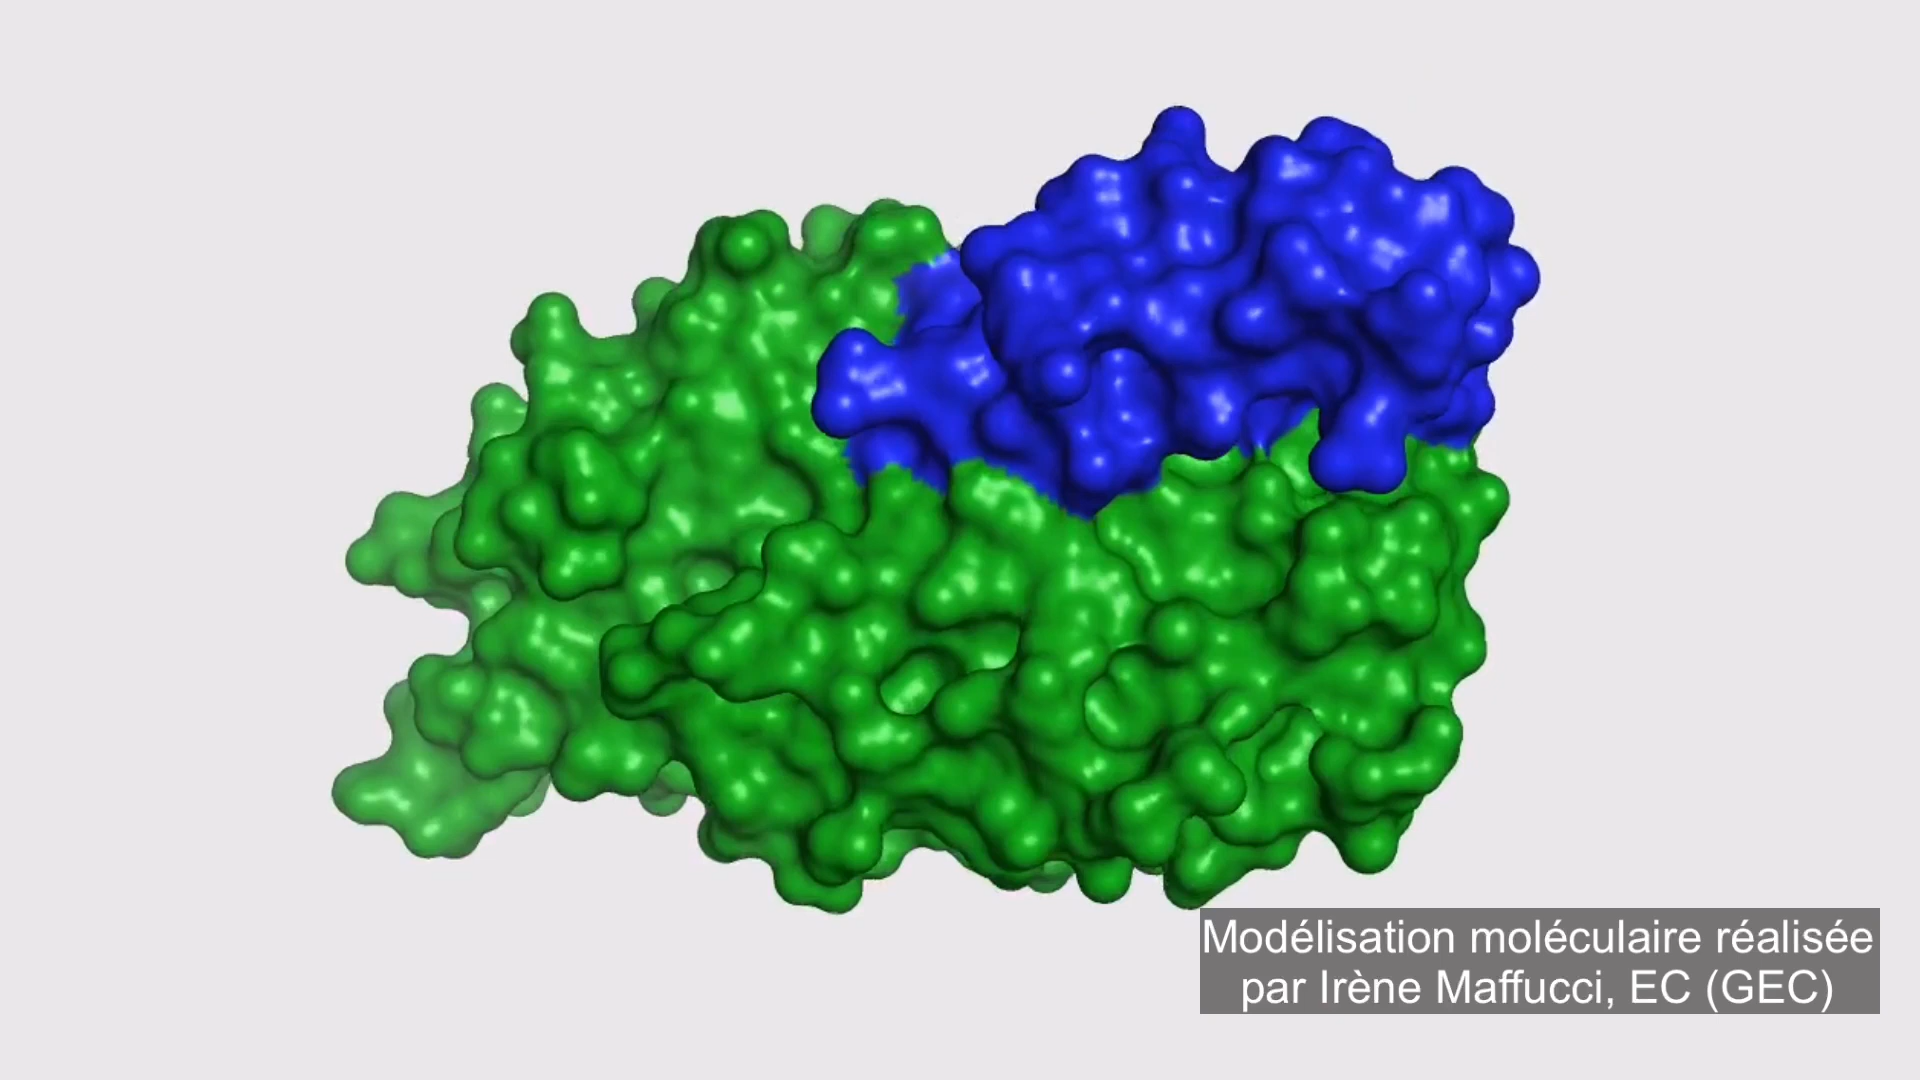 Modélisation moléculaire réalisée
par Irène Maffucci, EC (GEC)